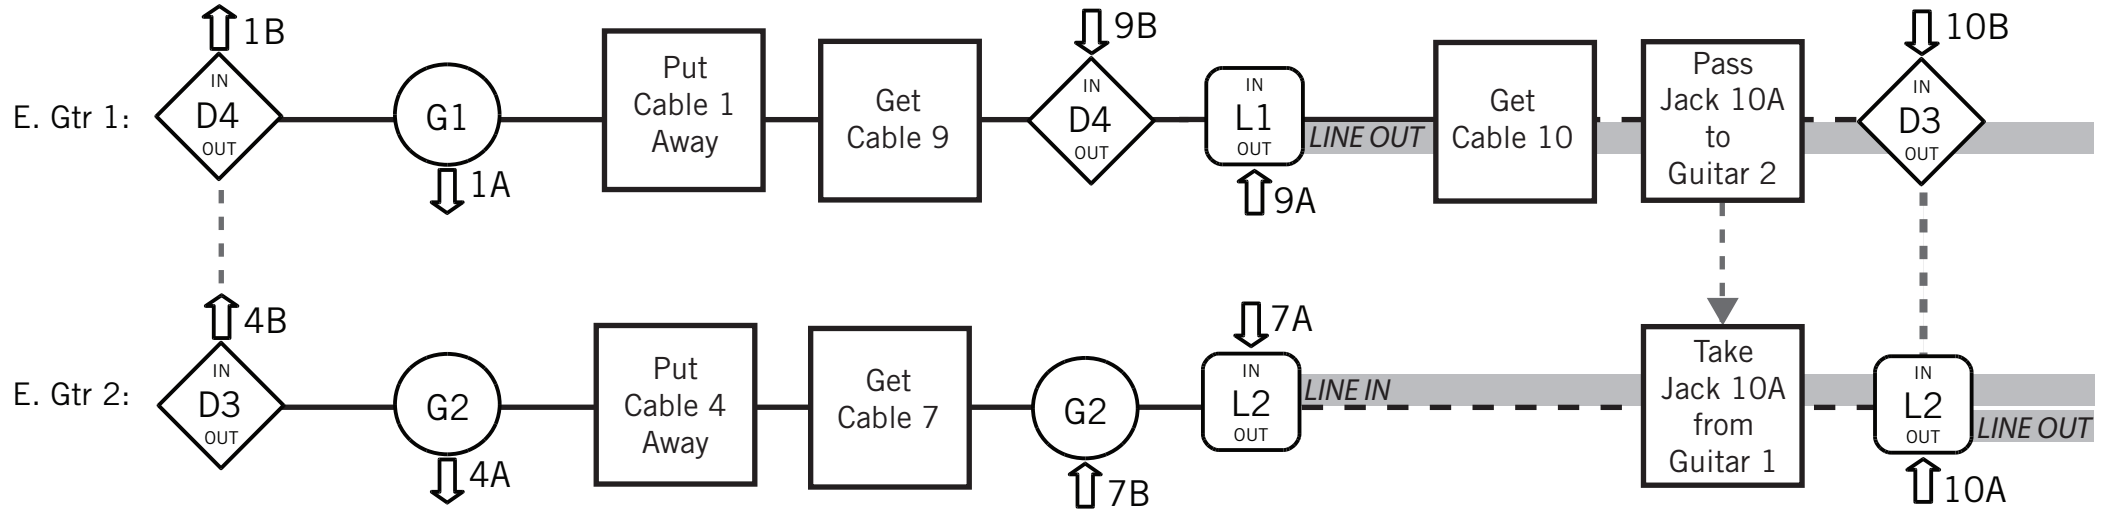 E. Gtr 1:
1B
IN
D4
OUT
G1
1A
Put
Cable 1
Away
Get
Cable 9
9B
IN
D4
OUT
IN
L1
OUT
9A
LINE OUT
Get
Cable 10
Pass
Jack 10A
to
Guitar 2
10B
IN
D3
OUT
E. Gtr 2:
4B
IN
D3
OUT
G2
4A
Put
Cable 4
Away
Get
Cable 7
G2
7B
7A
IN
L2
OUT
LINE IN
Take
Jack 10A
from
Guitar 1
IN
L2
OUT
10A
LINE OUT